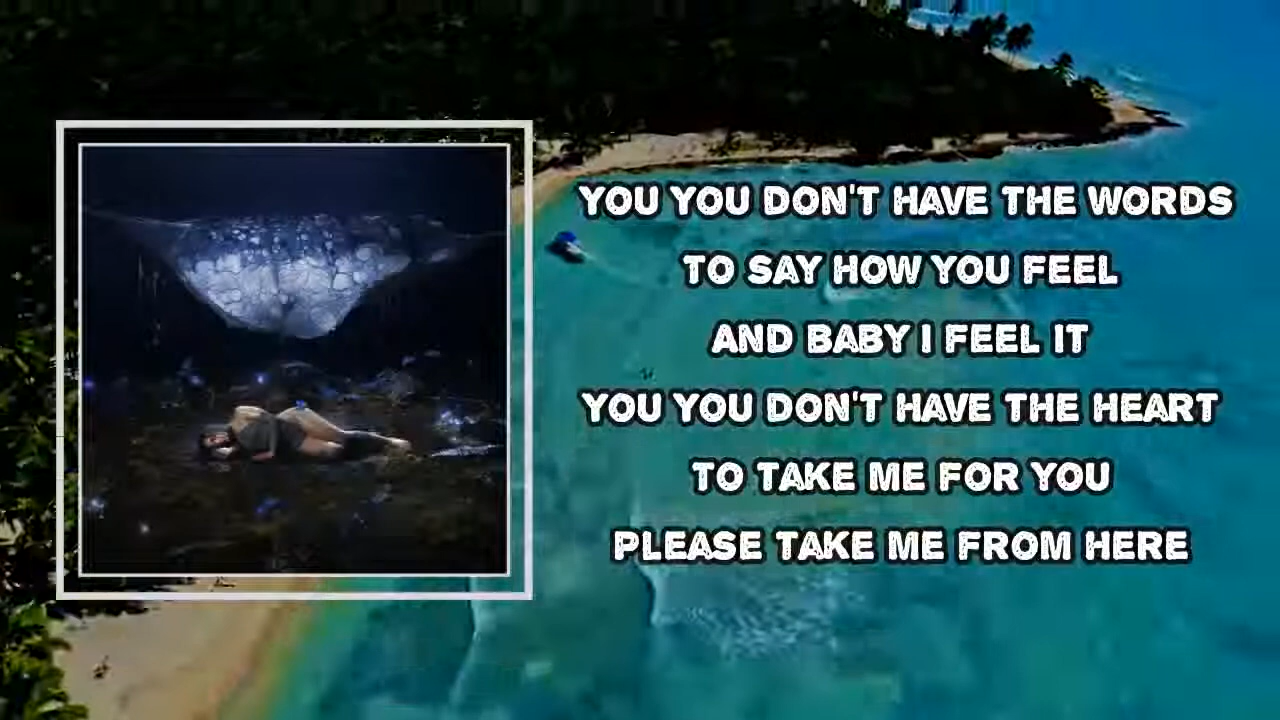 YOU YOU DON'T HAVE THE WORDS
TO SAY HOW YOU FEEL
AND BABY I FEEL IT
YOU YOU DON'T HAVE THE HEART
TO TAKE ME FOR YOU
PLEASE TAKE ME FROM HERE